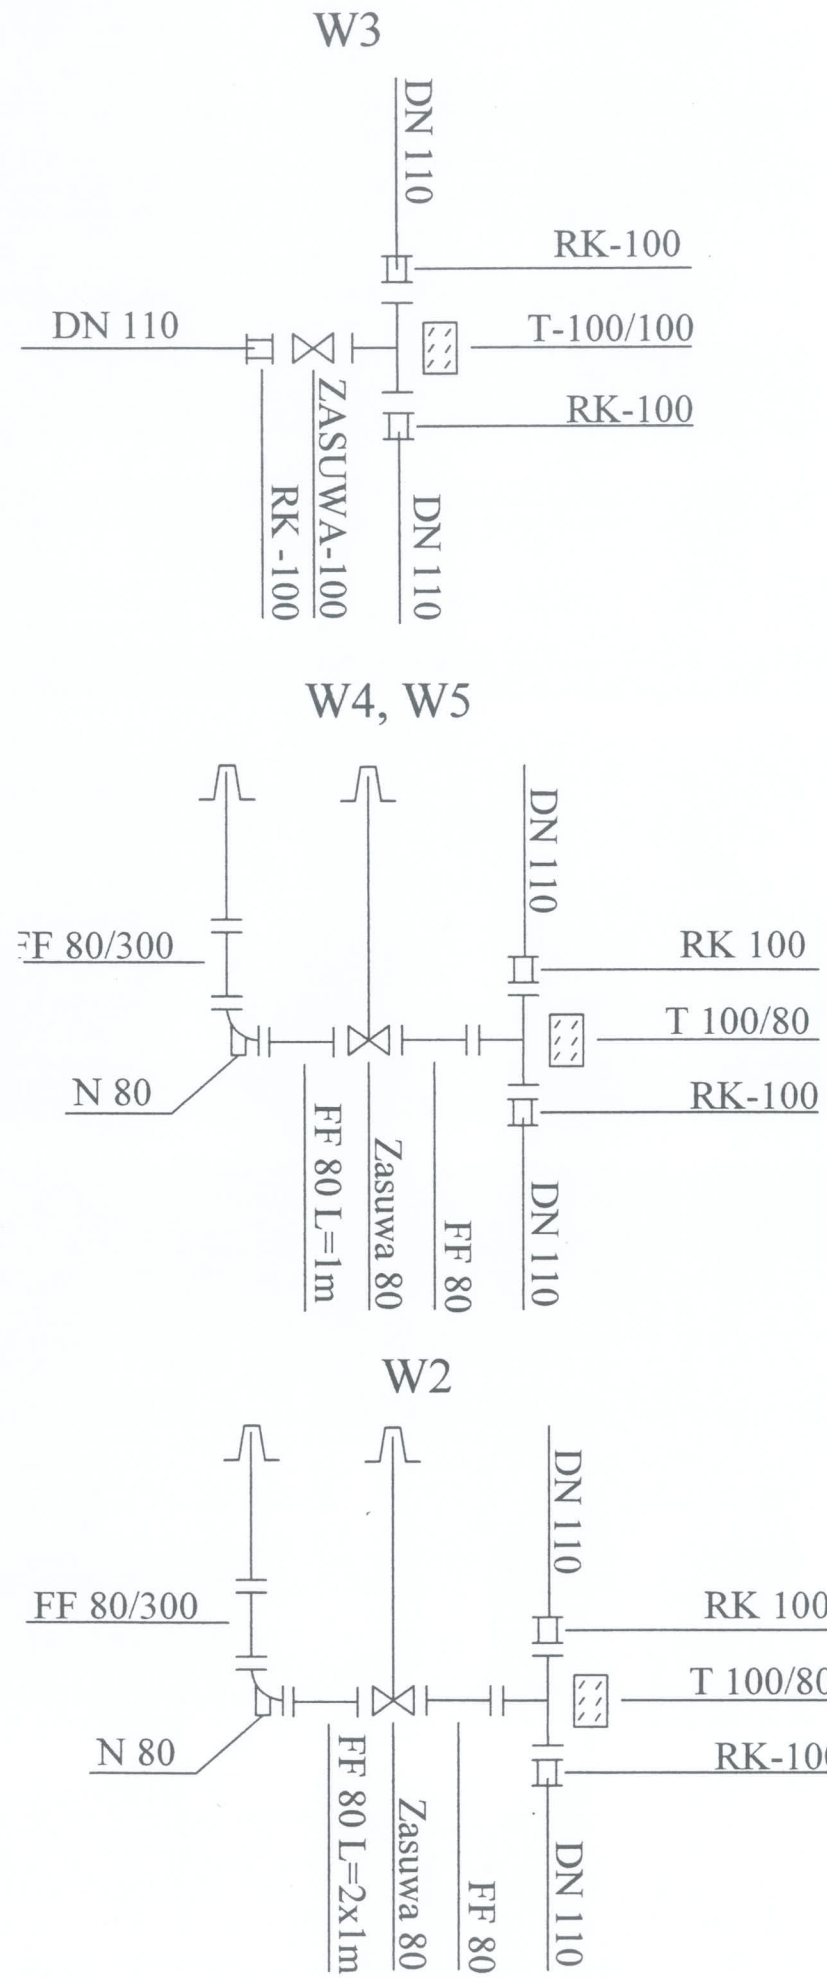 W3
DN 110
RK-100
DN 110
T-100/100
RK-100
ZASUWA-100
RK -100
DN 110
W4, W5
DN 110
FF 80/300
RK 100
T 100/80
N 80
RK-100
FF 80 L=1m
Zasuwa 80
FF 80
DN 110
W2
DN 110
FF 80/300
RK 100
T 100/80
N 80
RK-100
FF 80 L=2x1m
Zasuwa 80
FF 80
DN 110